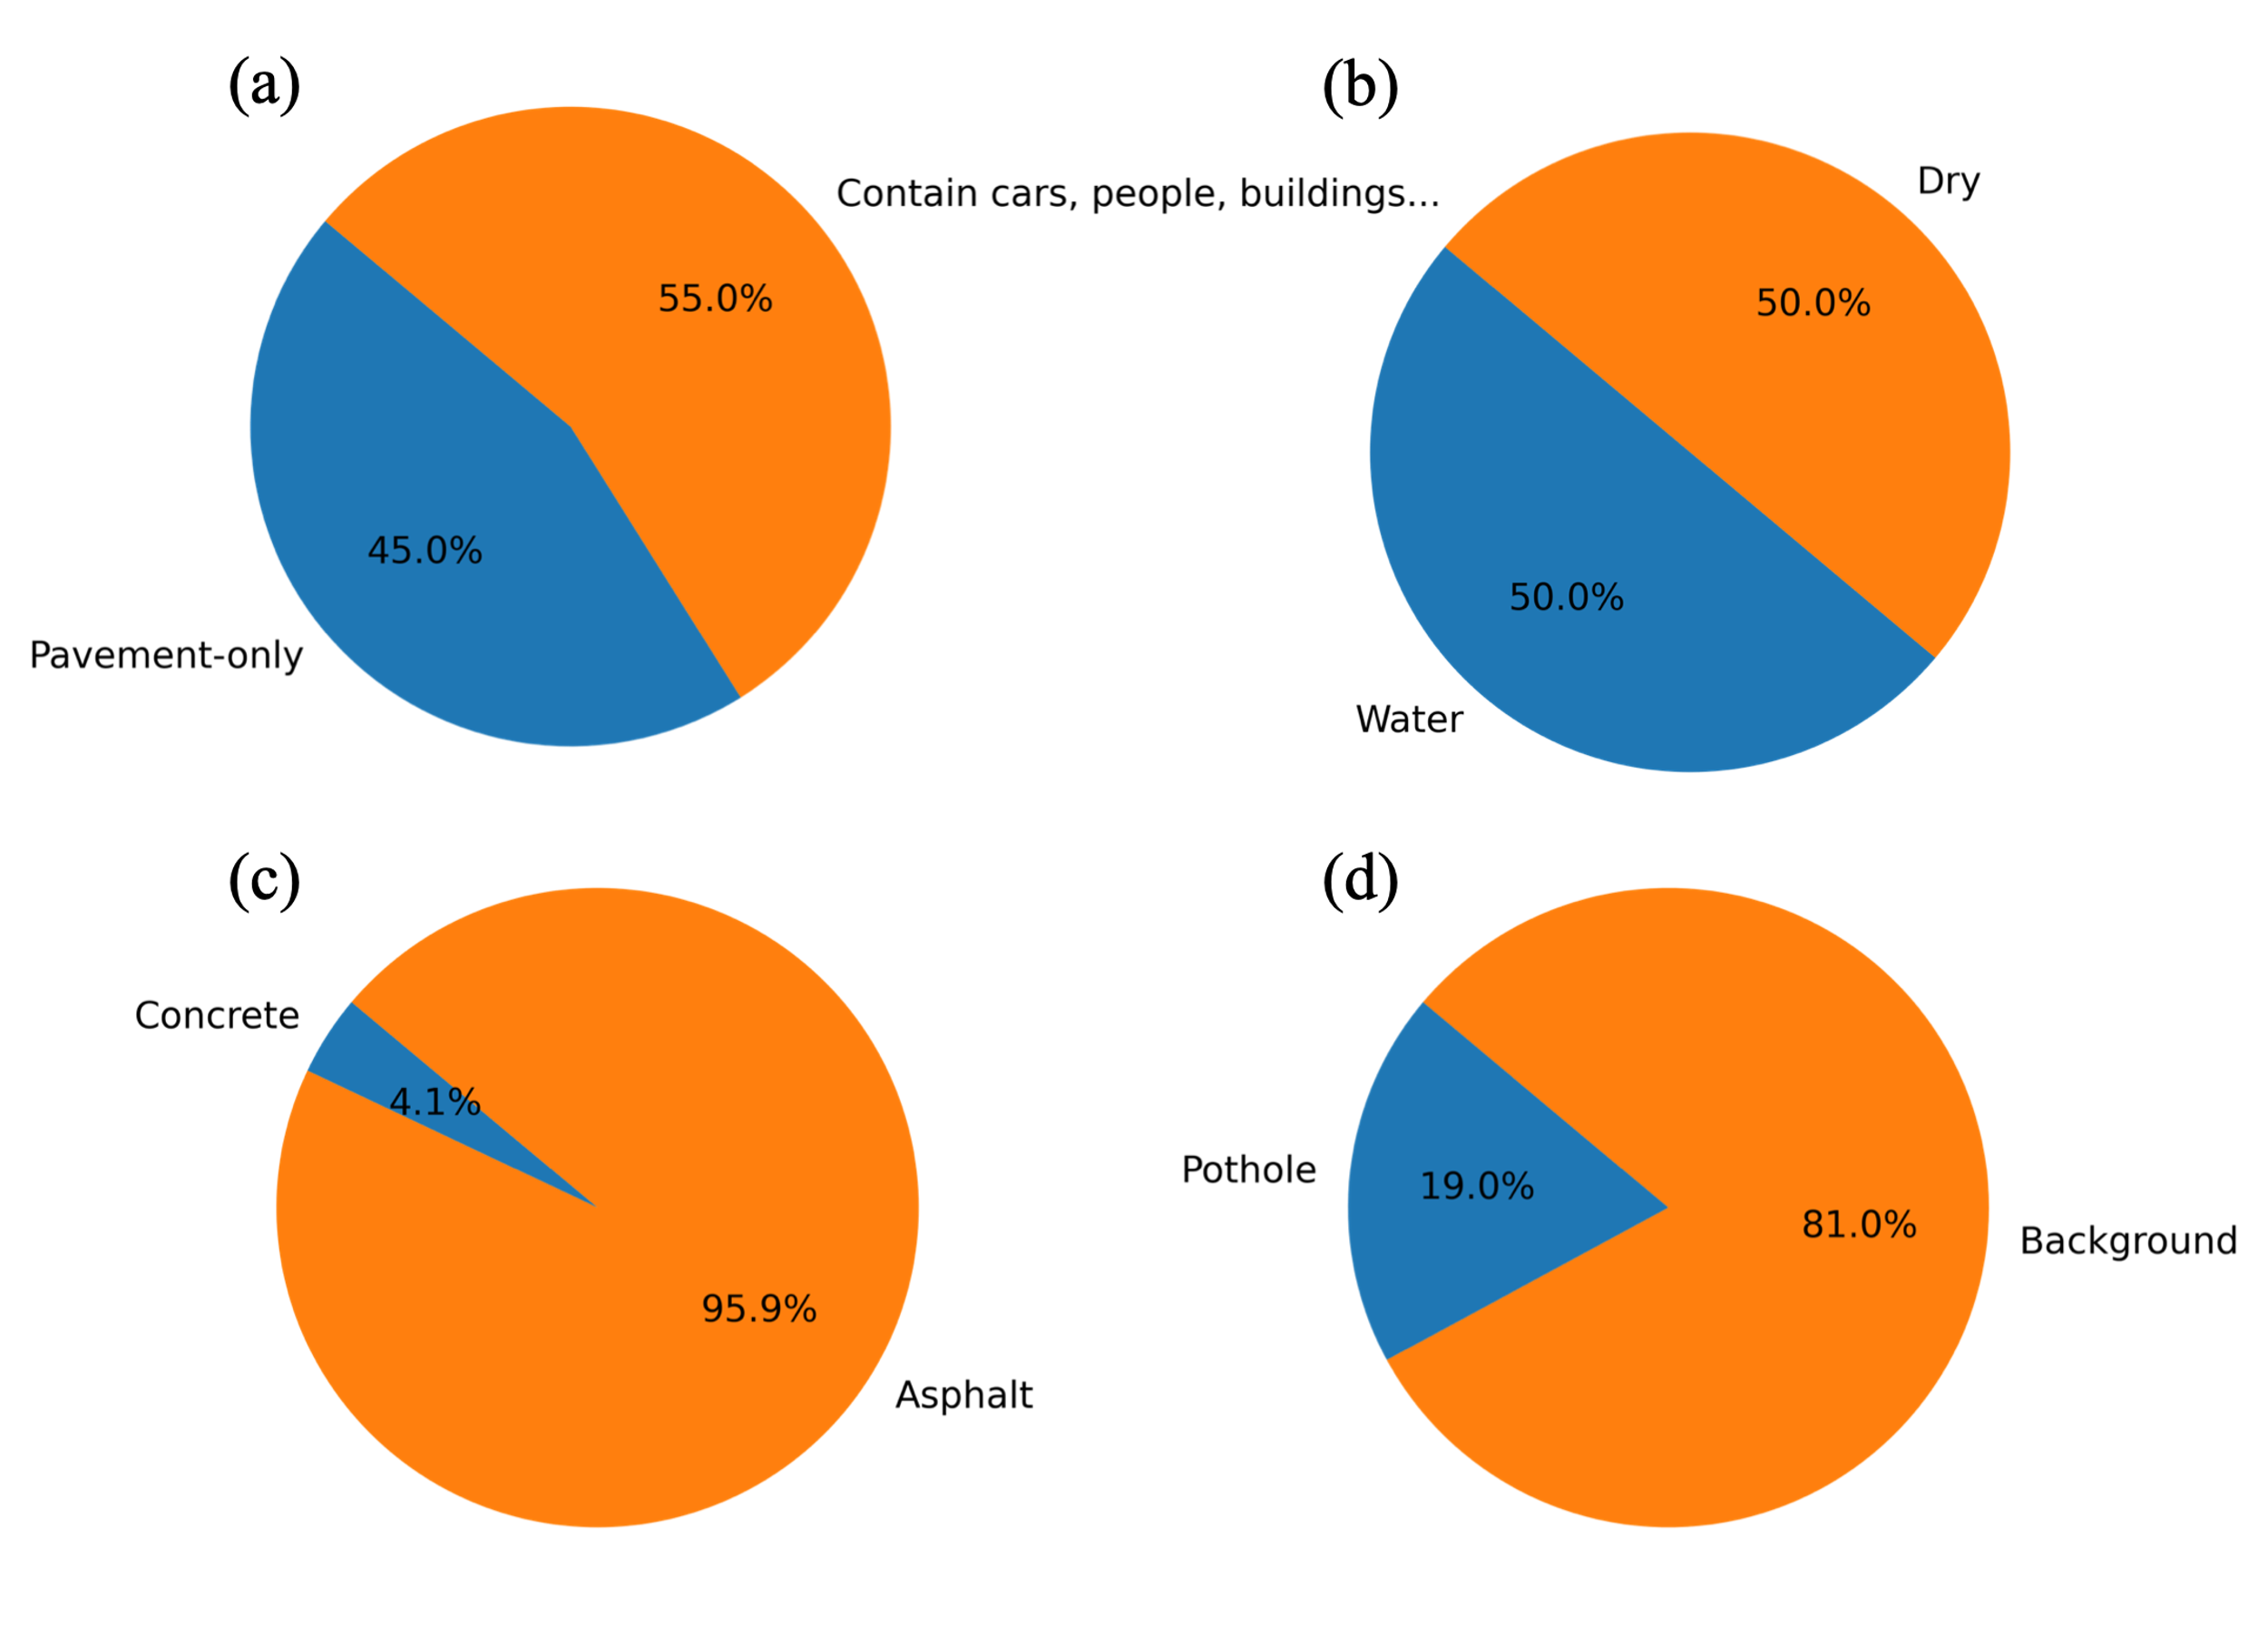 (a)
(b)
Contain cars, people, buildings...
Dry
55.0%
50.0%
45.0%
50.0%
Pavement-only
Water
(c)
(d)
Concrete
4.1%
Pothole
19.0%
81.0%
Background
95.9%
Asphalt